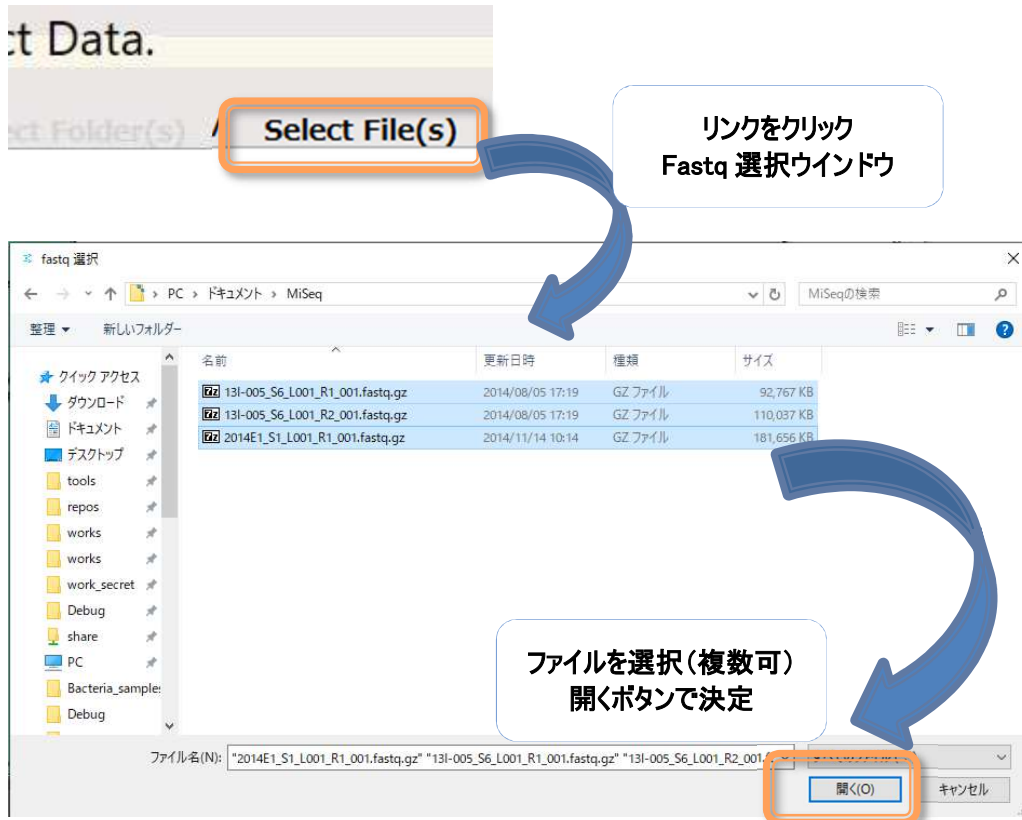 ct Data.
ect Folder(s) / Select File(s)
リンクをクリック
Fastq 選択ウインドウ
fastq 選択
PC › ドキュメント › MiSeq
MiSeqの検索
整理 新しいフォルダー
名前 更新日時 種類 サイズ
13I-005_S6_L001_R1_001.fastq.gz 2014/08/05 17:19 GZ ファイル 92,767 KB
13I-005_S6_L001_R2_001.fastq.gz 2014/08/05 17:19 GZ ファイル 110,037 KB
2014E1_S1_L001_R1_001.fastq.gz 2014/11/14 10:14 GZ ファイル 181,656 KB
クイック アクセス
ダウンロード
ドキュメント
デスクトップ
tools
repos
works
works
work_secret
Debug
share
PC
Bacteria_samples
Debug
ファイルを選択(複数可)
開くボタンで決定
ファイル名(N): "2014E1_S1_L001_R1_001.fastq.gz" "13I-005_S6_L001_R1_001.fastq.gz" "13I-005_S6_L001_R2_001.
開く(O) キャンセル